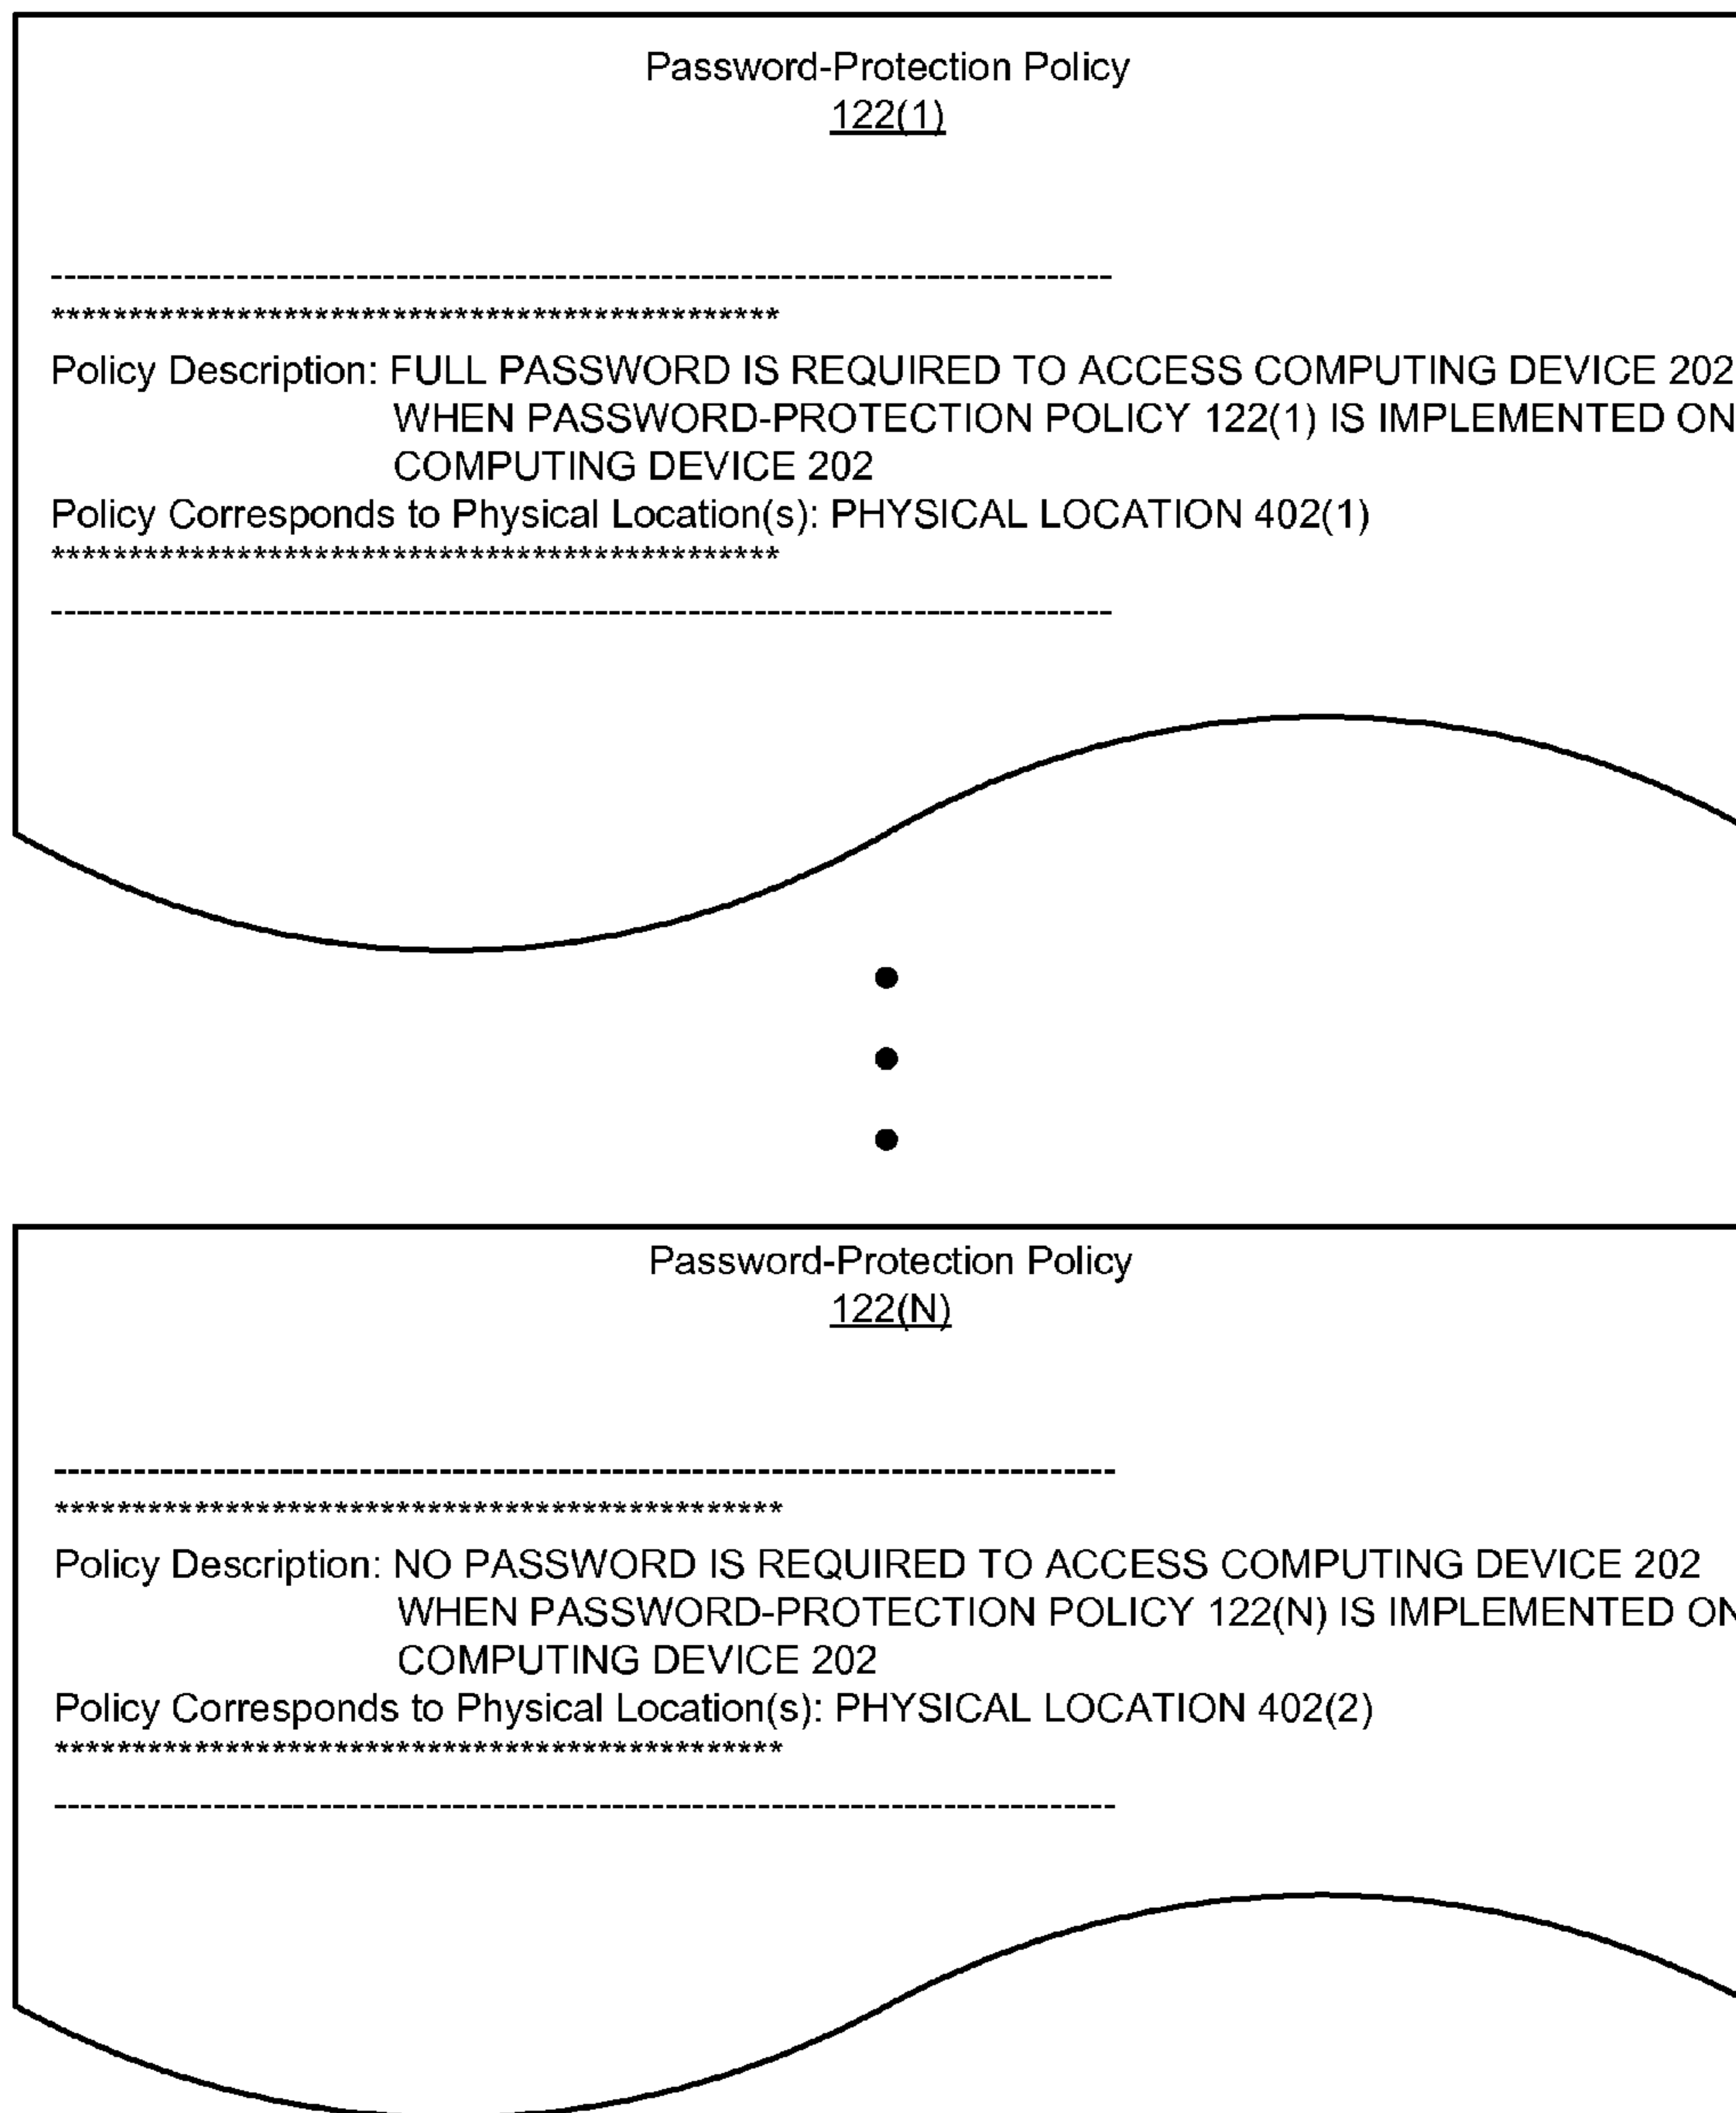 Password-Protection Policy
122(1)
--------------------------------------------------------------------------------
***********************************************
Policy Description: FULL PASSWORD IS REQUIRED TO ACCESS COMPUTING DEVICE 202
WHEN PASSWORD-PROTECTION POLICY 122(1) IS IMPLEMENTED ON
COMPUTING DEVICE 202
Policy Corresponds to Physical Location(s): PHYSICAL LOCATION 402(1)
***********************************************
--------------------------------------------------------------------------------
Password-Protection Policy
122(N)
--------------------------------------------------------------------------------
***********************************************
Policy Description: NO PASSWORD IS REQUIRED TO ACCESS COMPUTING DEVICE 202
WHEN PASSWORD-PROTECTION POLICY 122(N) IS IMPLEMENTED ON
COMPUTING DEVICE 202
Policy Corresponds to Physical Location(s): PHYSICAL LOCATION 402(2)
***********************************************
--------------------------------------------------------------------------------